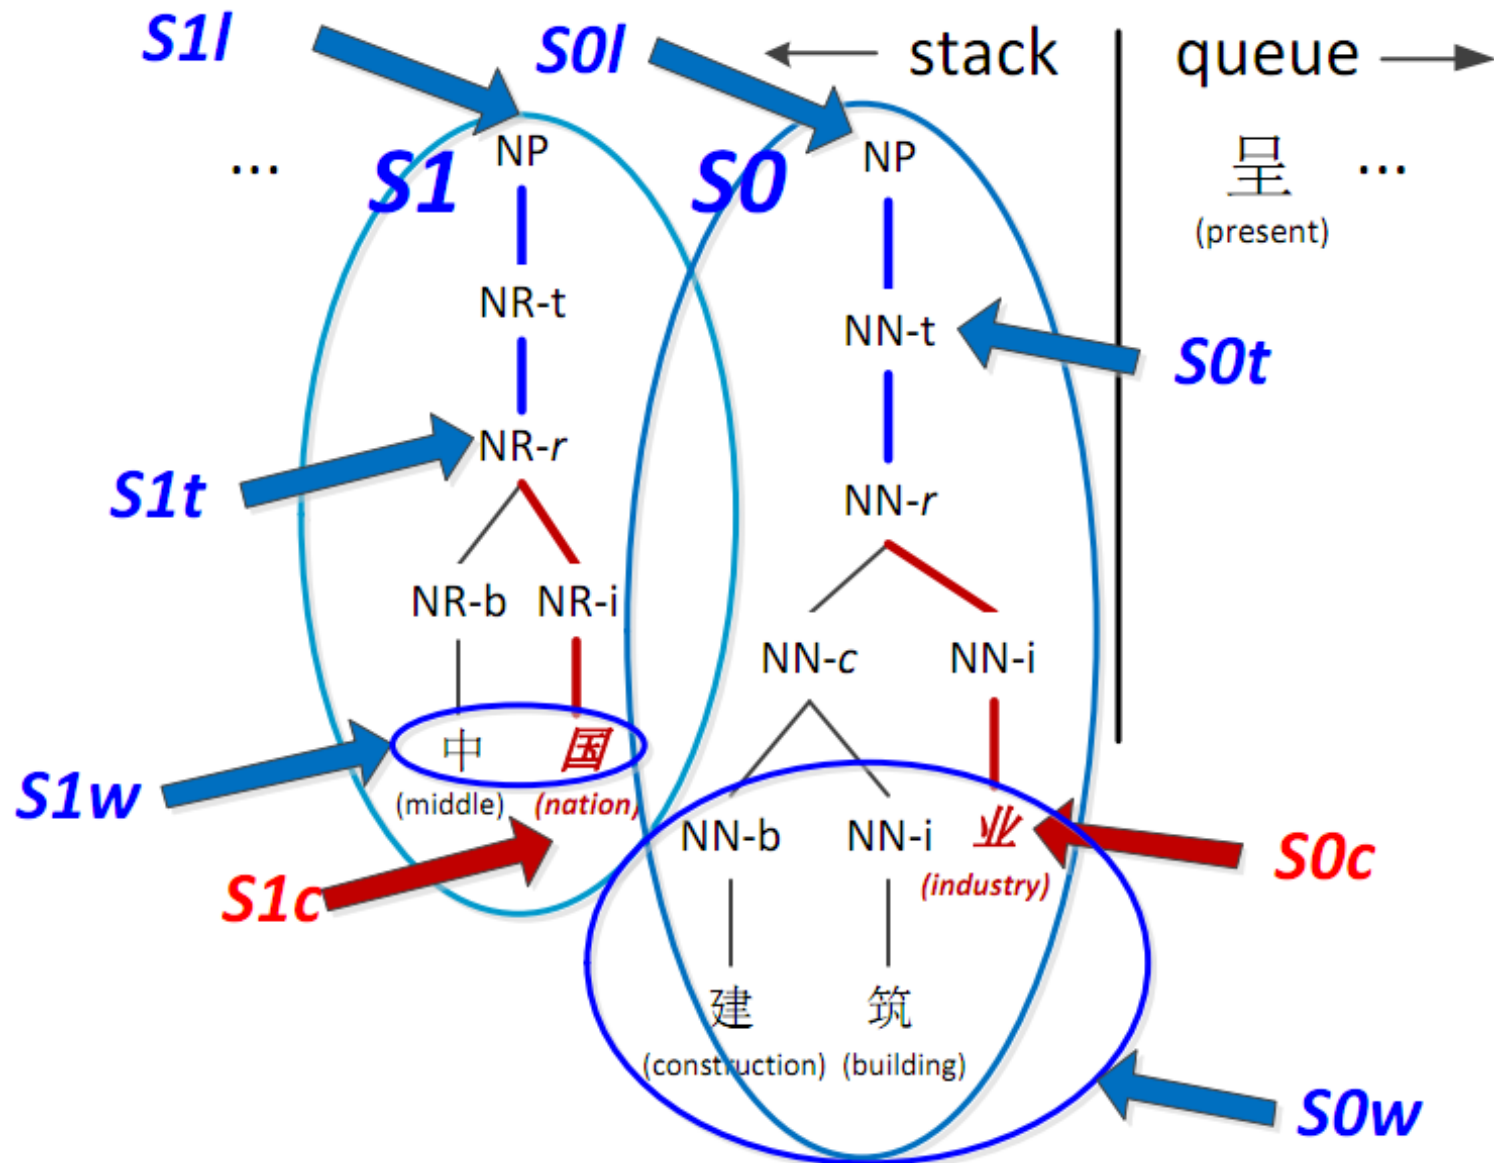 S1l S0l stack queue
... S1 NP S0 NP 呈 ...
(present)
NR-t
NN-t
S0t
NR-r
S1t
NN-r
NR-b NR-i
NN-c NN-i
中 国
S1w (middle) (nation)
NN-b NN-i 业
S0c
S1c (industry)
建 筑
(construction) (building)
S0w